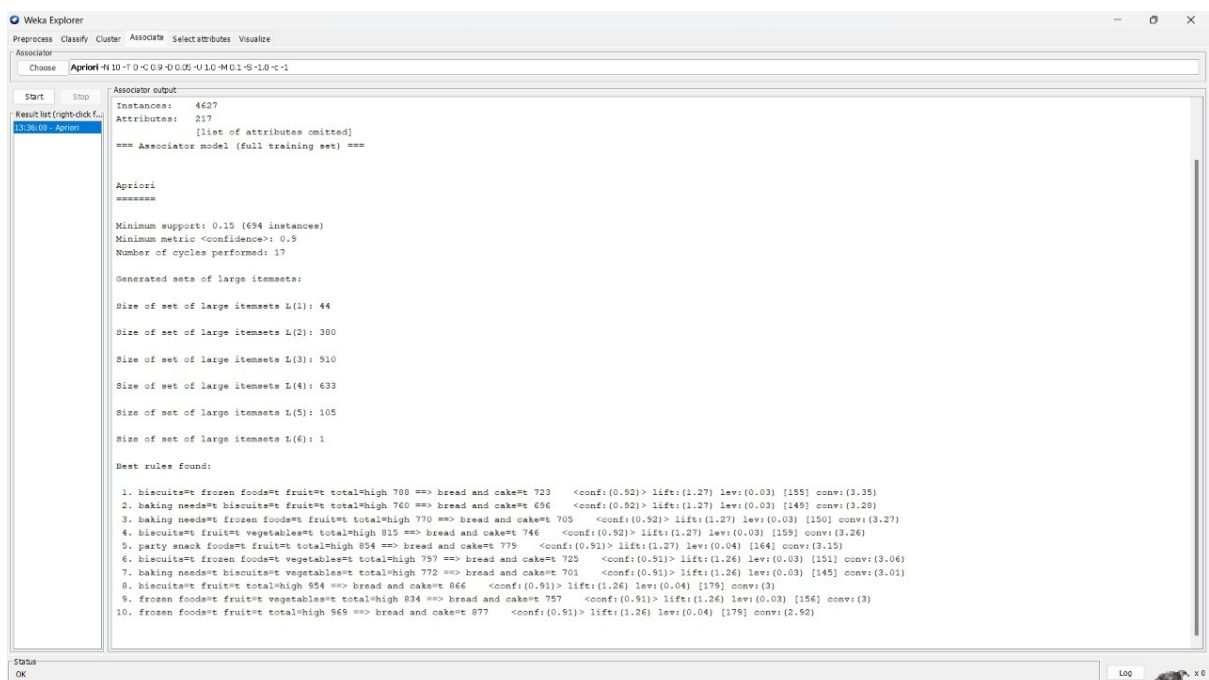 Weka Explorer
Preprocess Classify Cluster Associate Select attributes Visualize
Associator
Choose Apriori -N 10 -T 0 -C 0.9 -D 0.05 -U 1.0 -M 0.1 -S -1.0 -c -1
Start Stop
Result list (right-click f...
13:36:00 - Apriori
Associator output
Instances: 4627
Attributes: 217
[list of attributes omitted]
=== Associator model (full training set) ===
Apriori
=======
Minimum support: 0.15 (694 instances)
Minimum metric <confidence>: 0.9
Number of cycles performed: 17
Generated sets of large itemsets:
Size of set of large itemsets L(1): 44
Size of set of large itemsets L(2): 380
Size of set of large itemsets L(3): 910
Size of set of large itemsets L(4): 633
Size of set of large itemsets L(5): 105
Size of set of large itemsets L(6): 1
Best rules found:
1. biscuits=t frozen foods=t fruit=t total=high 788 ==> bread and cake=t 723 <conf:(0.92)> lift:(1.27) lev:(0.03) [155] conv:(3.35)
2. baking needs=t biscuits=t fruit=t total=high 760 ==> bread and cake=t 696 <conf:(0.92)> lift:(1.27) lev:(0.03) [149] conv:(3.28)
3. baking needs=t frozen foods=t fruit=t total=high 770 ==> bread and cake=t 705 <conf:(0.92)> lift:(1.27) lev:(0.03) [150] conv:(3.27)
4. biscuits=t fruit=t vegetables=t total=high 815 ==> bread and cake=t 746 <conf:(0.92)> lift:(1.27) lev:(0.03) [159] conv:(3.26)
5. party snack foods=t fruit=t total=high 854 ==> bread and cake=t 779 <conf:(0.91)> lift:(1.27) lev:(0.04) [164] conv:(3.15)
6. biscuits=t frozen foods=t vegetables=t total=high 797 ==> bread and cake=t 725 <conf:(0.91)> lift:(1.26) lev:(0.03) [151] conv:(3.06)
7. baking needs=t biscuits=t vegetables=t total=high 772 ==> bread and cake=t 701 <conf:(0.91)> lift:(1.26) lev:(0.03) [145] conv:(3.01)
8. biscuits=t fruit=t total=high 954 ==> bread and cake=t 866 <conf:(0.91)> lift:(1.26) lev:(0.04) [179] conv:(3)
9. frozen foods=t fruit=t vegetables=t total=high 834 ==> bread and cake=t 757 <conf:(0.91)> lift:(1.26) lev:(0.03) [156] conv:(3)
10. frozen foods=t fruit=t total=high 969 ==> bread and cake=t 877 <conf:(0.91)> lift:(1.26) lev:(0.04) [179] conv:(2.92)
Status
OK
Log
x 0